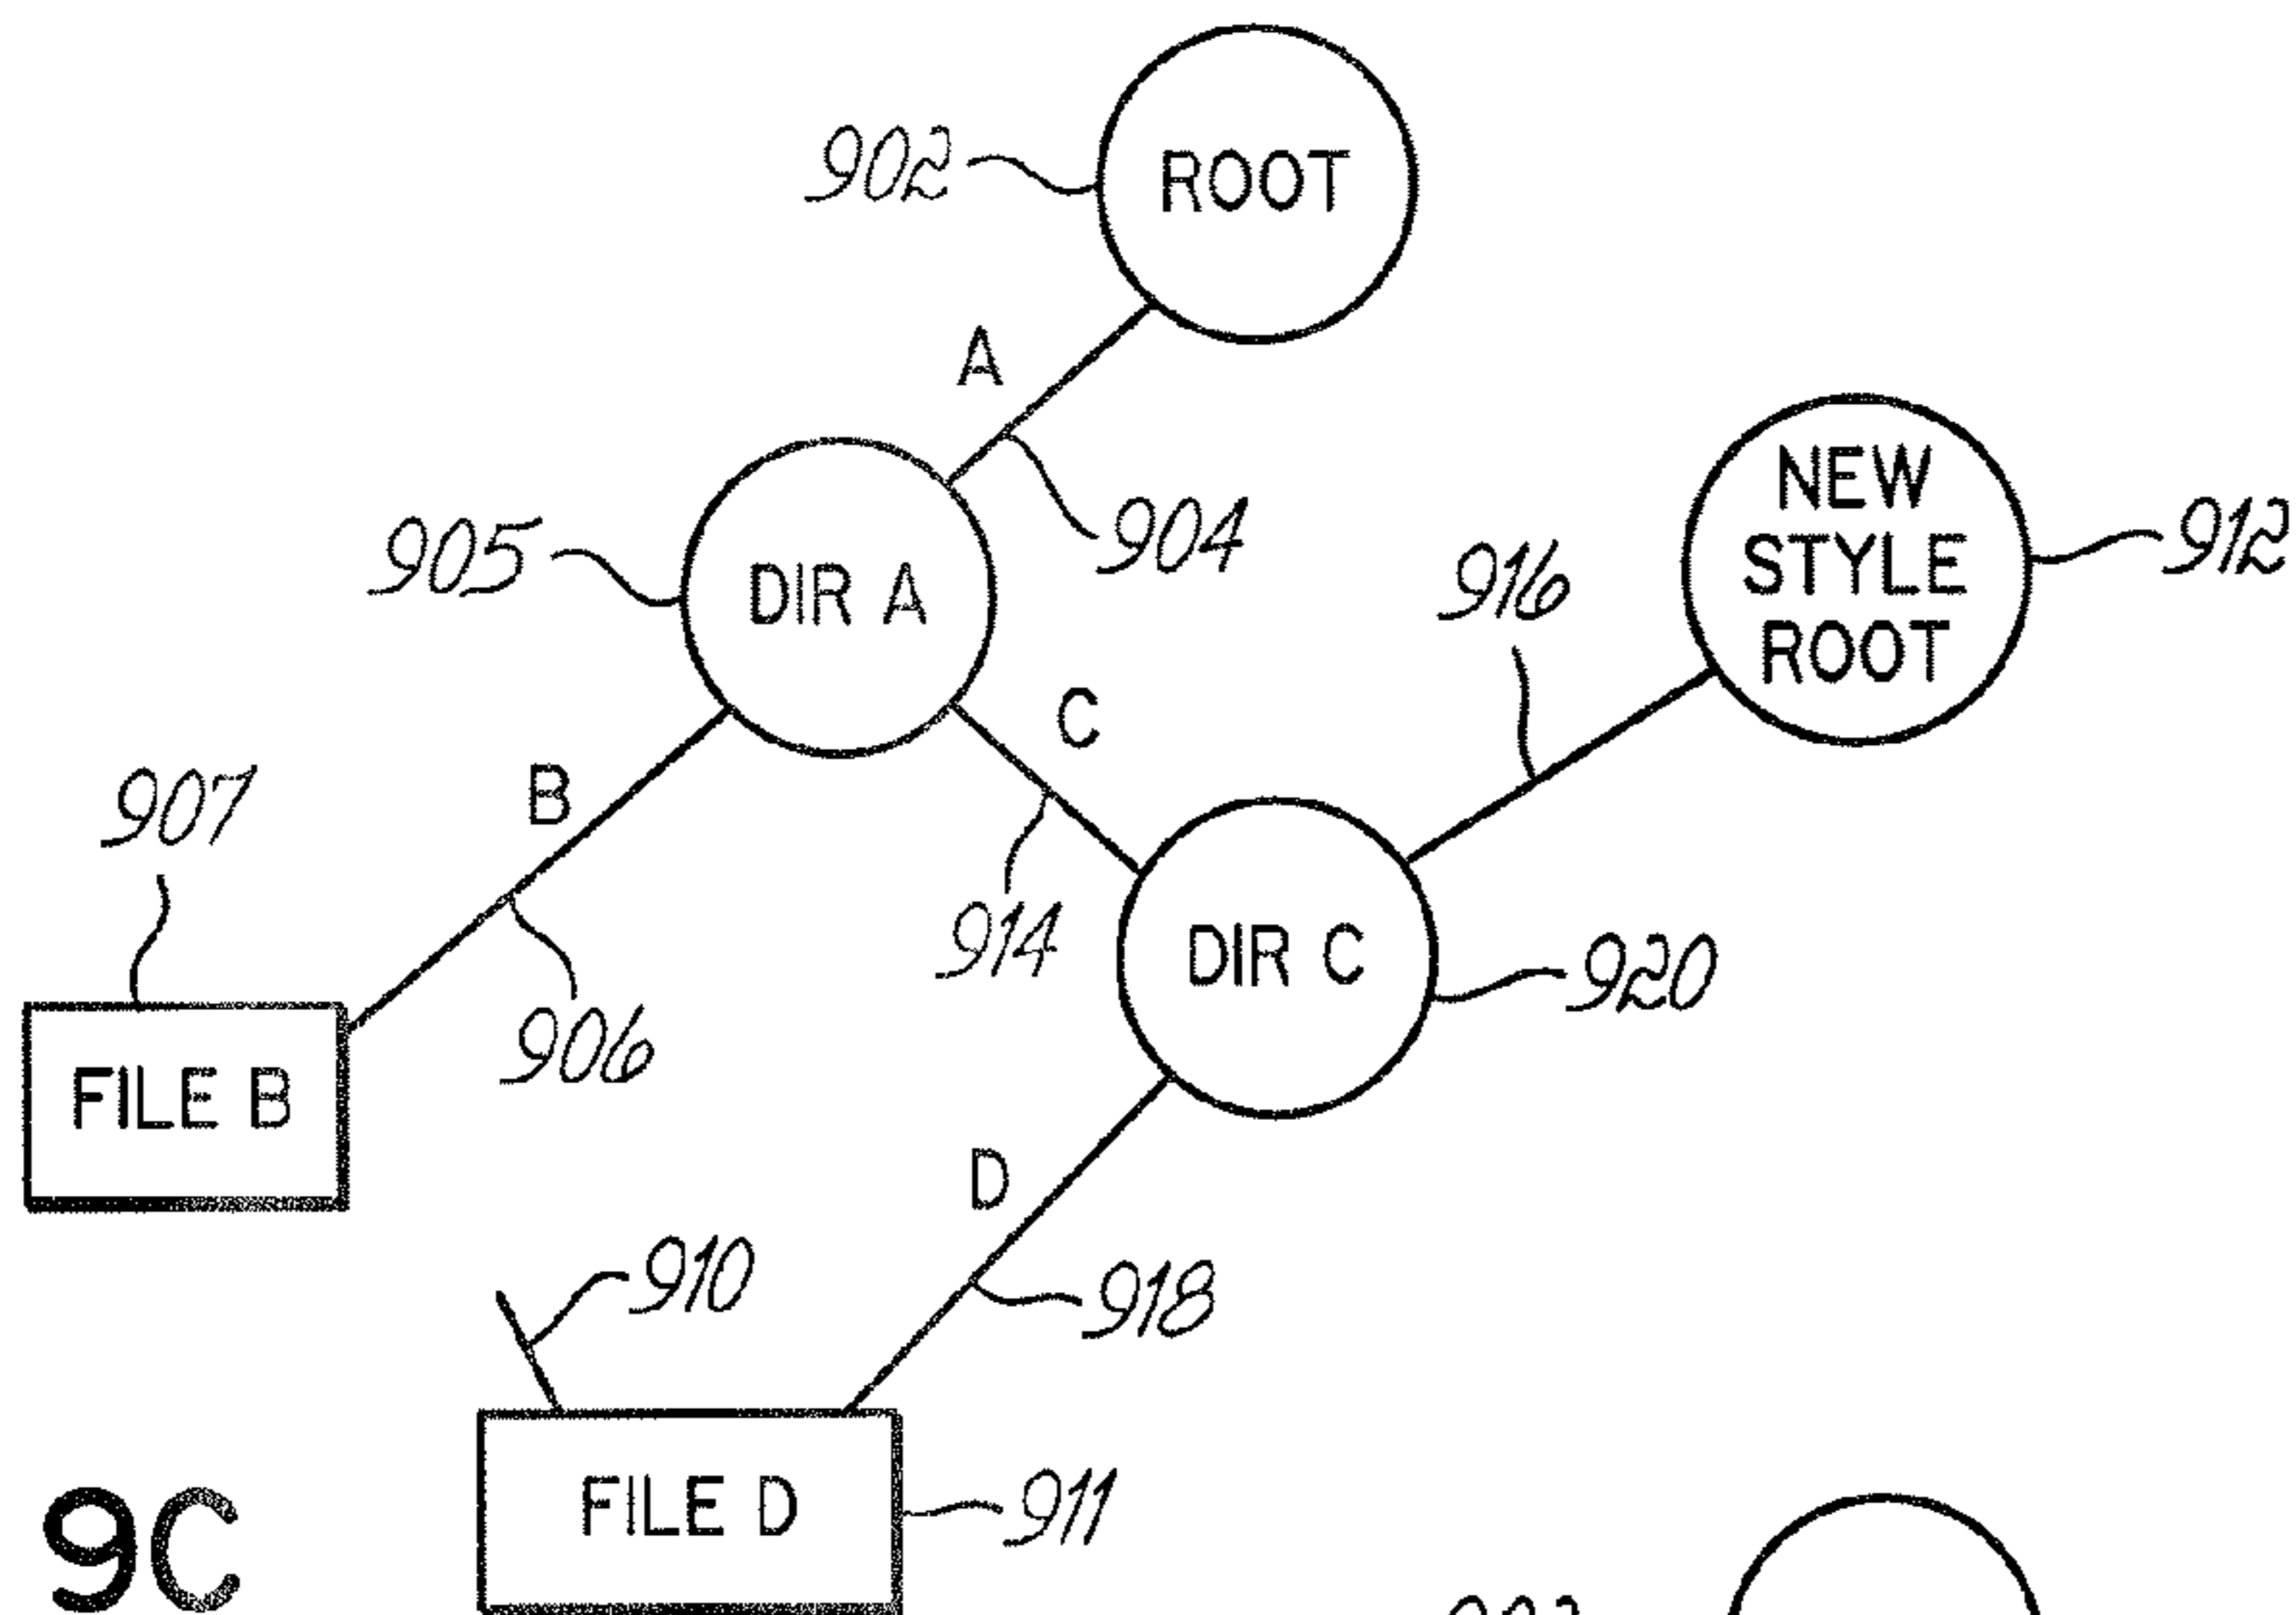 902
ROOT
A
904
905
DIR A
NEW
STYLE
ROOT
912
916
C
B
907
914
DIR C
920
906
FILE B
D
910
918
FILE D
911
9C